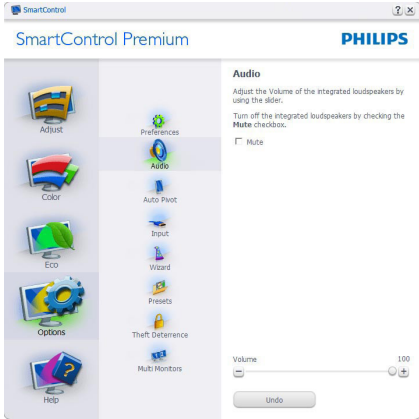 SmartControl
SmartControl Premium
PHILIPS
Adjust
Color
Eco
Options
Help
Preferences
Audio
Auto Pivot
Input
Wizard
Presets
Theft Deterrence
Multi Monitors
Audio
Adjust the Volume of the integrated loudspeakers by
using the slider.
Turn off the integrated loudspeakers by checking the
Mute checkbox.
Mute
Volume 100
Undo